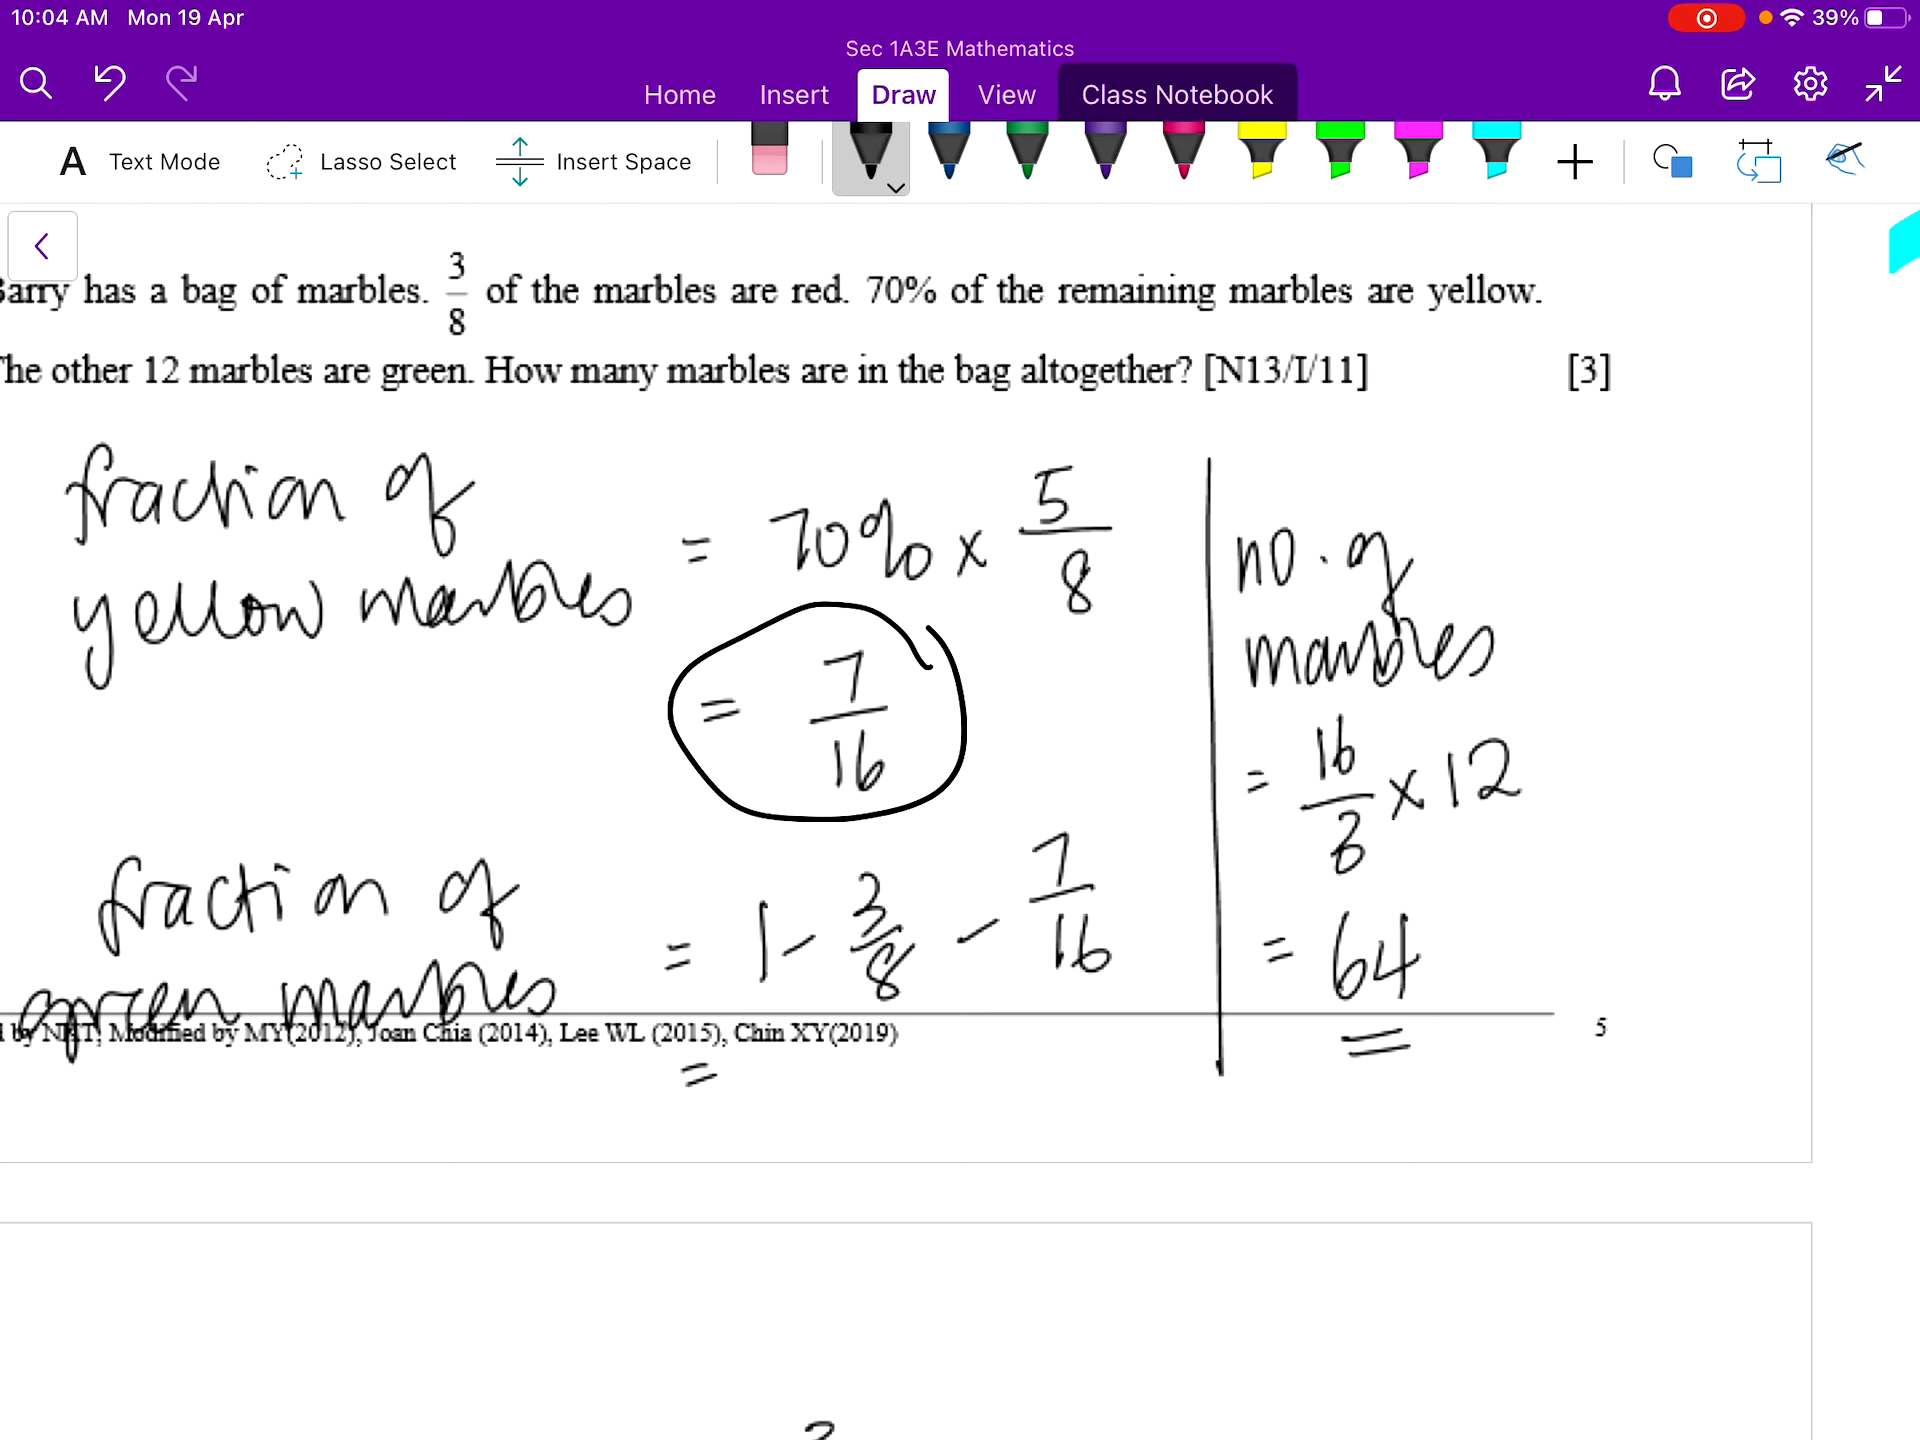 10:04 AM Mon 19 Apr
39%
Sec 1A3E Mathematics
Home Insert Draw View Class Notebook
A Text Mode Lasso Select Insert Space
arry has a bag of marbles. 3/8 of the marbles are red. 70% of the remaining marbles are yellow.
he other 12 marbles are green. How many marbles are in the bag altogether? [N13/I/11] [3]
fraction of
yellow marbles = 70% × 5/8
= 7/16
fraction of
green marbles = 1 - 3/8 - 7/16
=
no. of
marbles
= 16/3 × 12
= 64
d by NHT, Modified by MY(2012), Joan Chia (2014), Lee WL (2015), Chin XY(2019) 5